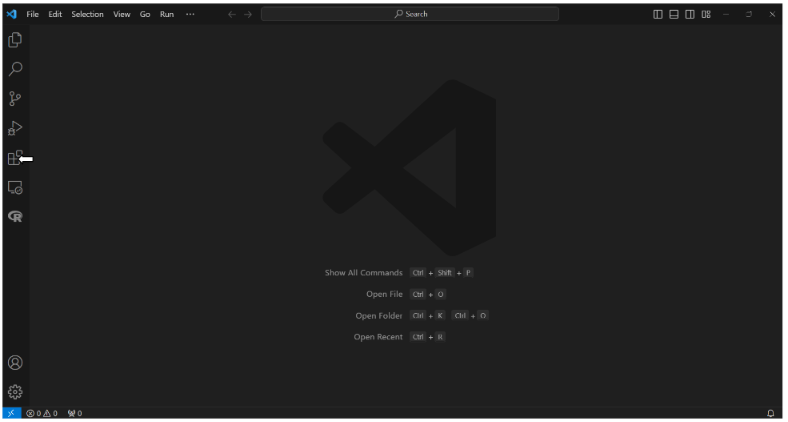 File Edit Selection View Go Run ...
Search
Show All Commands Ctrl + Shift + P
Open File Ctrl + O
Open Folder Ctrl + K Ctrl + O
Open Recent Ctrl + R
0 0 0